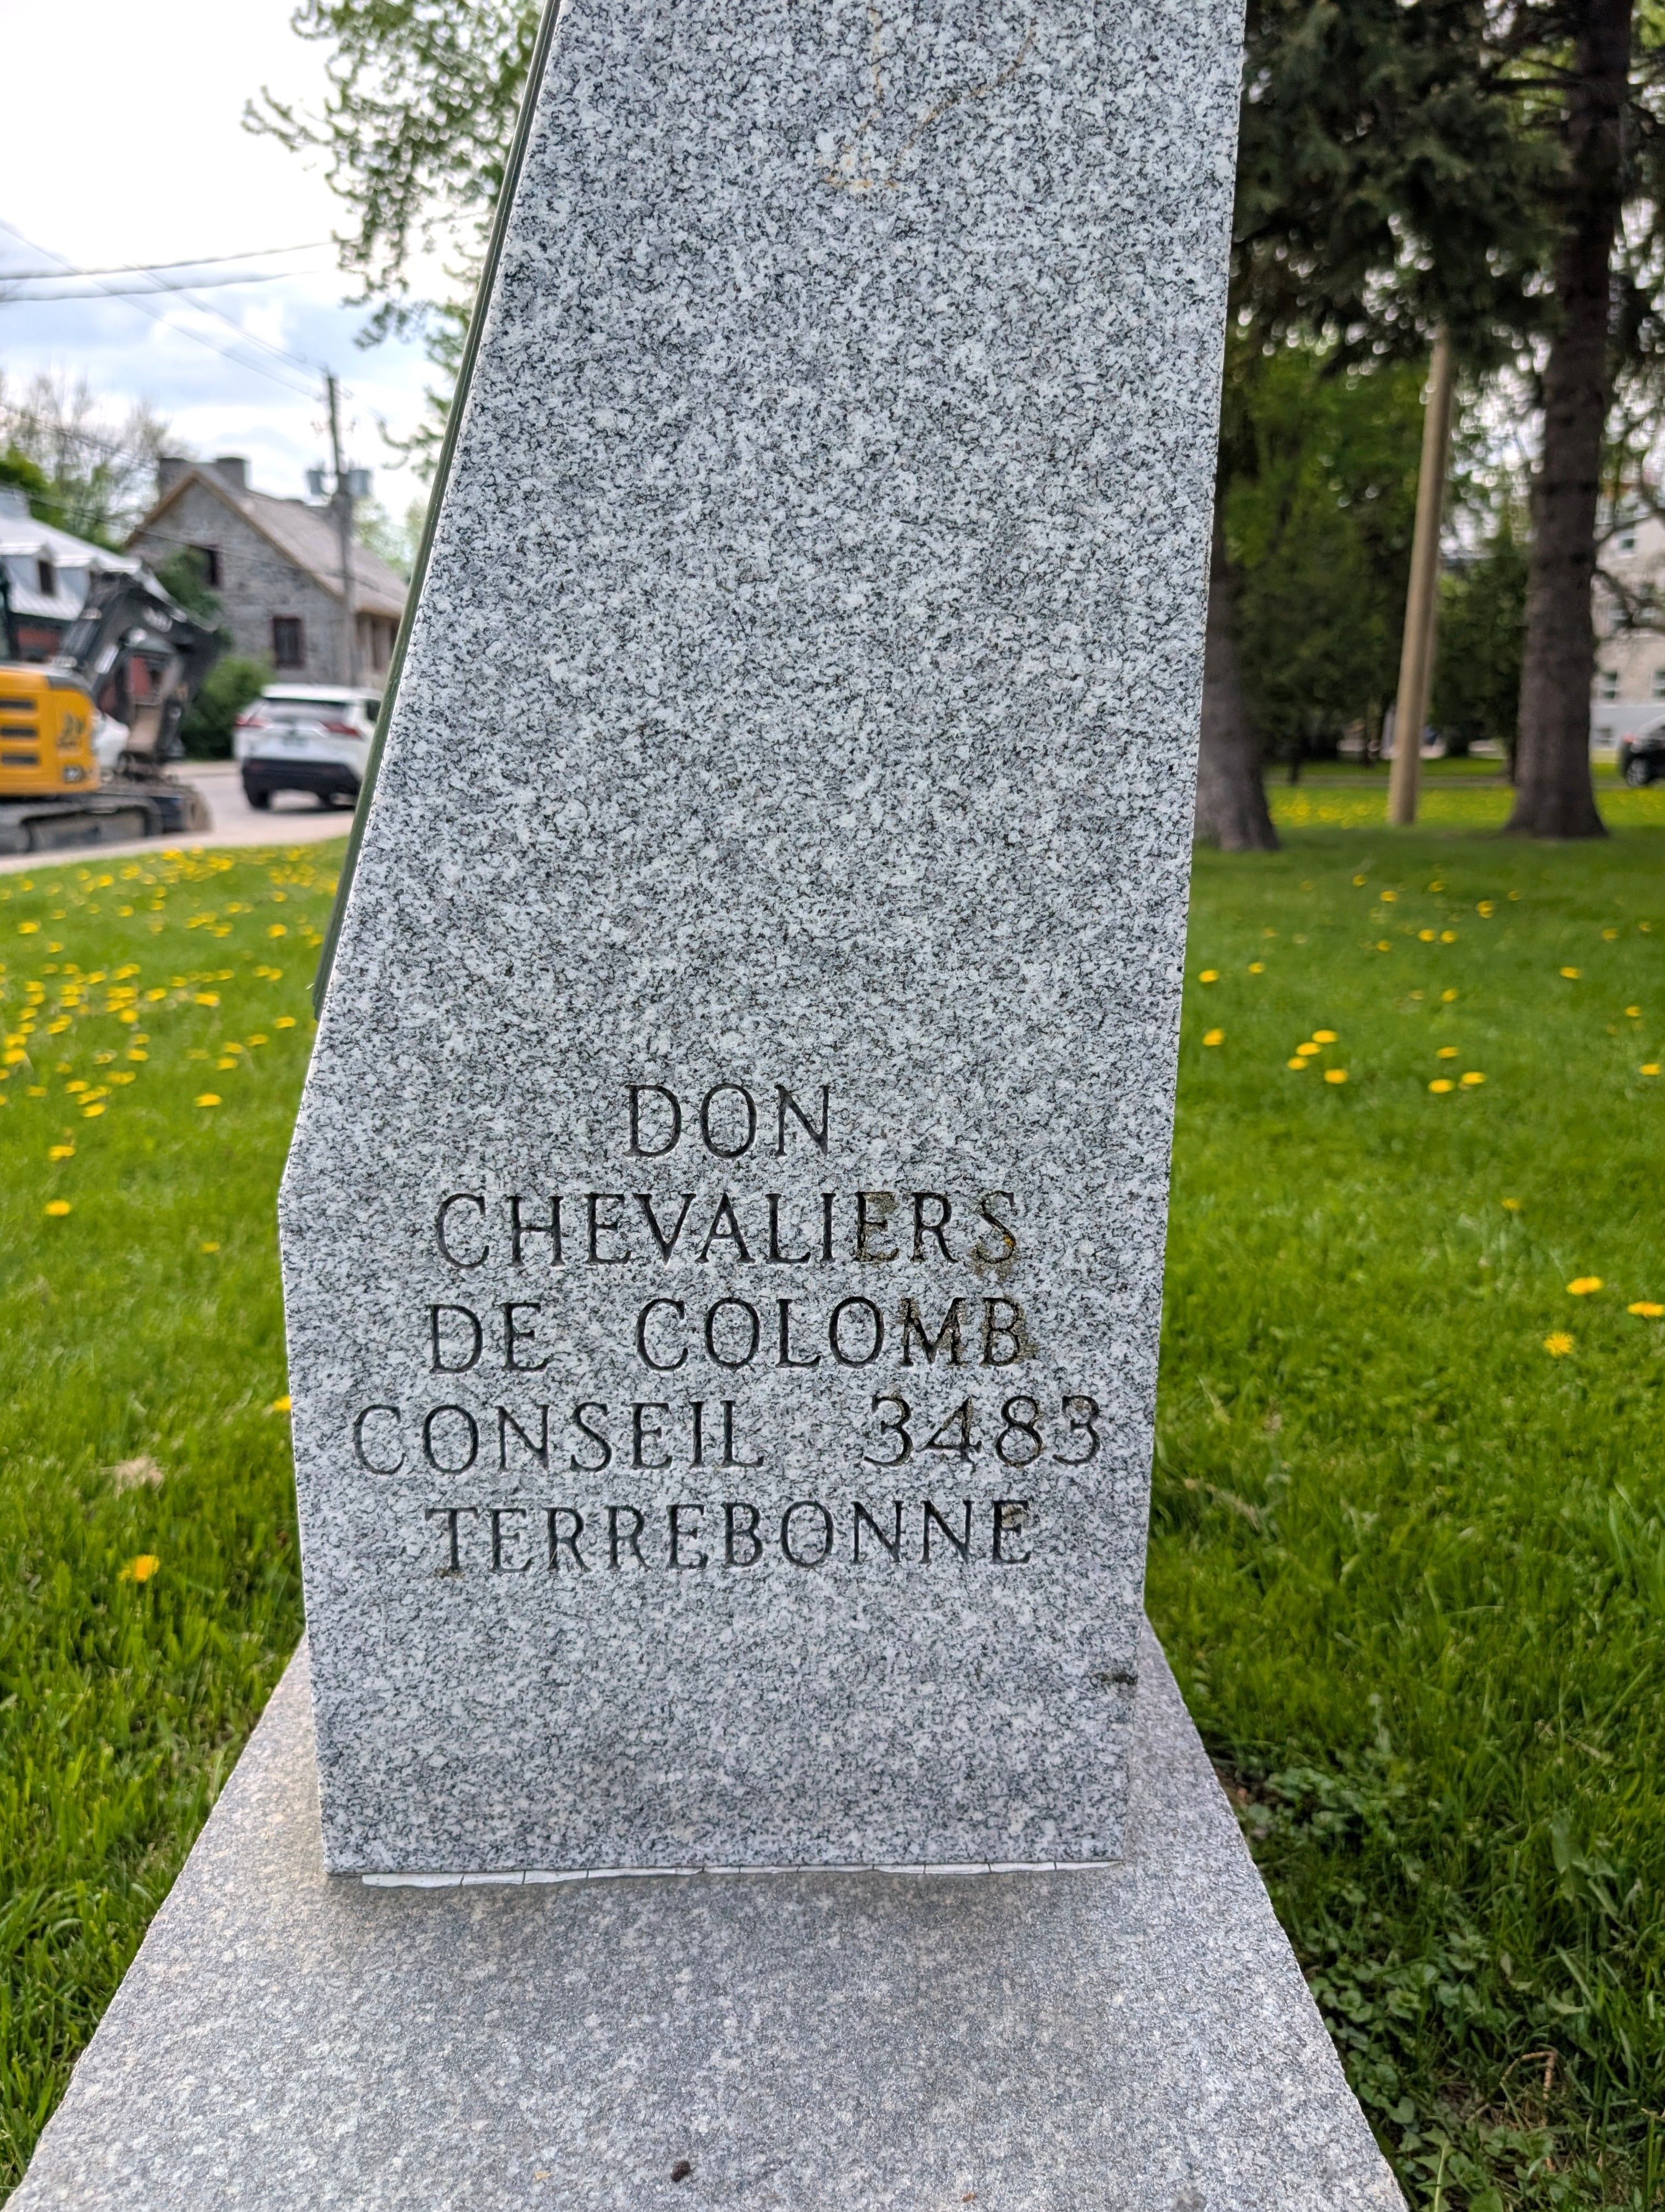 DON
CHEVALIERS
DE COLOMB
CONSEIL 3483
TERREBONNE